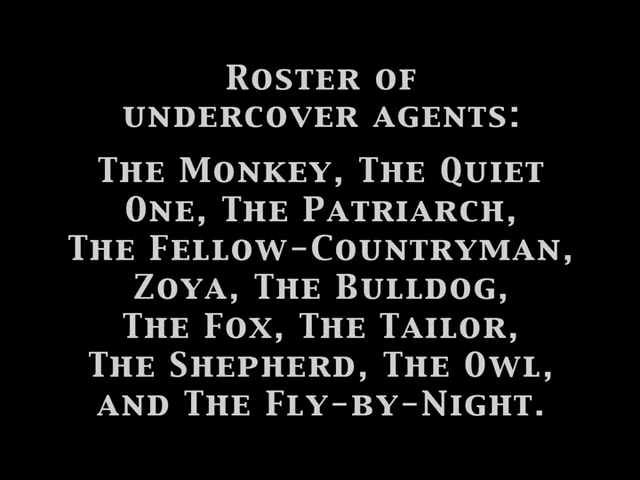 Roster of
undercover agents:
The Monkey, The Quiet
One, The Patriarch,
The Fellow-Countryman,
Zoya, The Bulldog,
The Fox, The Tailor,
The Shepherd, The Owl,
and The Fly-by-Night.